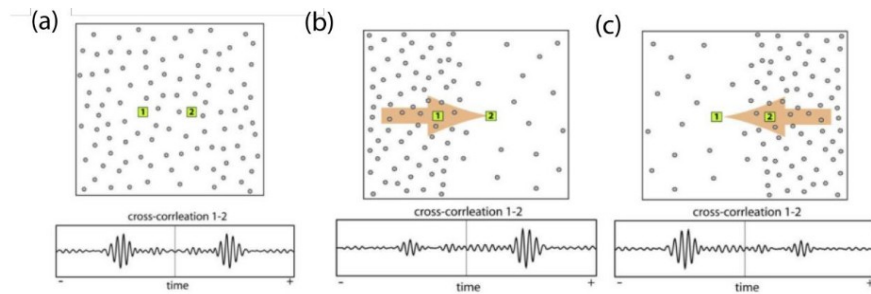 (a)
1 2
cross-corrleation 1-2
- time +
(b)
1 2
cross-corrleation 1-2
- time +
(c)
1 2
cross-corrleation 1-2
- time +